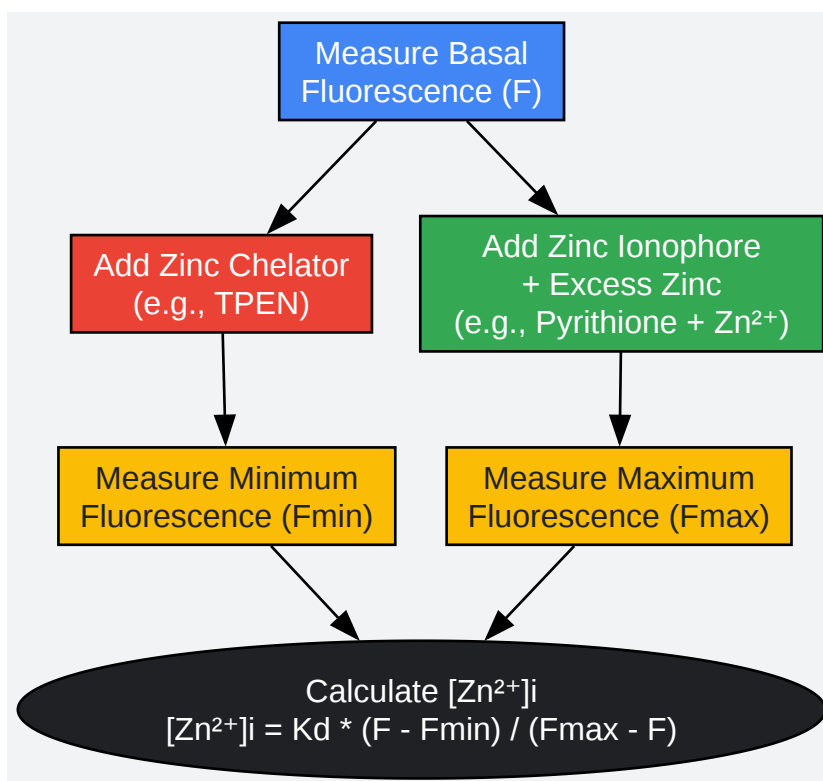 Measure Basal
Fluorescence (F)
Add Zinc Chelator
(e.g., TPEN)
Add Zinc Ionophore
+ Excess Zinc
(e.g., Pyrithione + Zn²⁺)
Measure Minimum
Fluorescence (Fmin)
Measure Maximum
Fluorescence (Fmax)
Calculate [Zn²⁺]i
[Zn²⁺]i = Kd * (F - Fmin) / (Fmax - F)